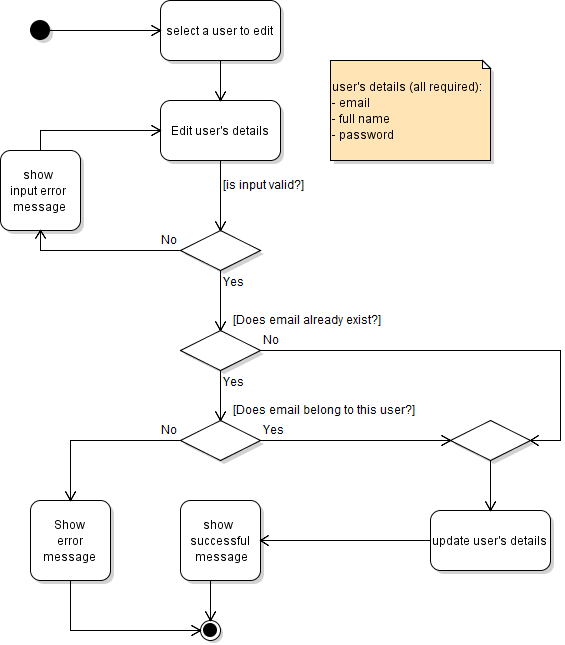 select a user to edit
user's details (all required):
- email
- full name
- password
Edit user's details
show
input error
message
[is input valid?]
No
Yes
[Does email already exist?]
No
Yes
[Does email belong to this user?]
No
Yes
Show
error
message
show
successful
message
update user's details